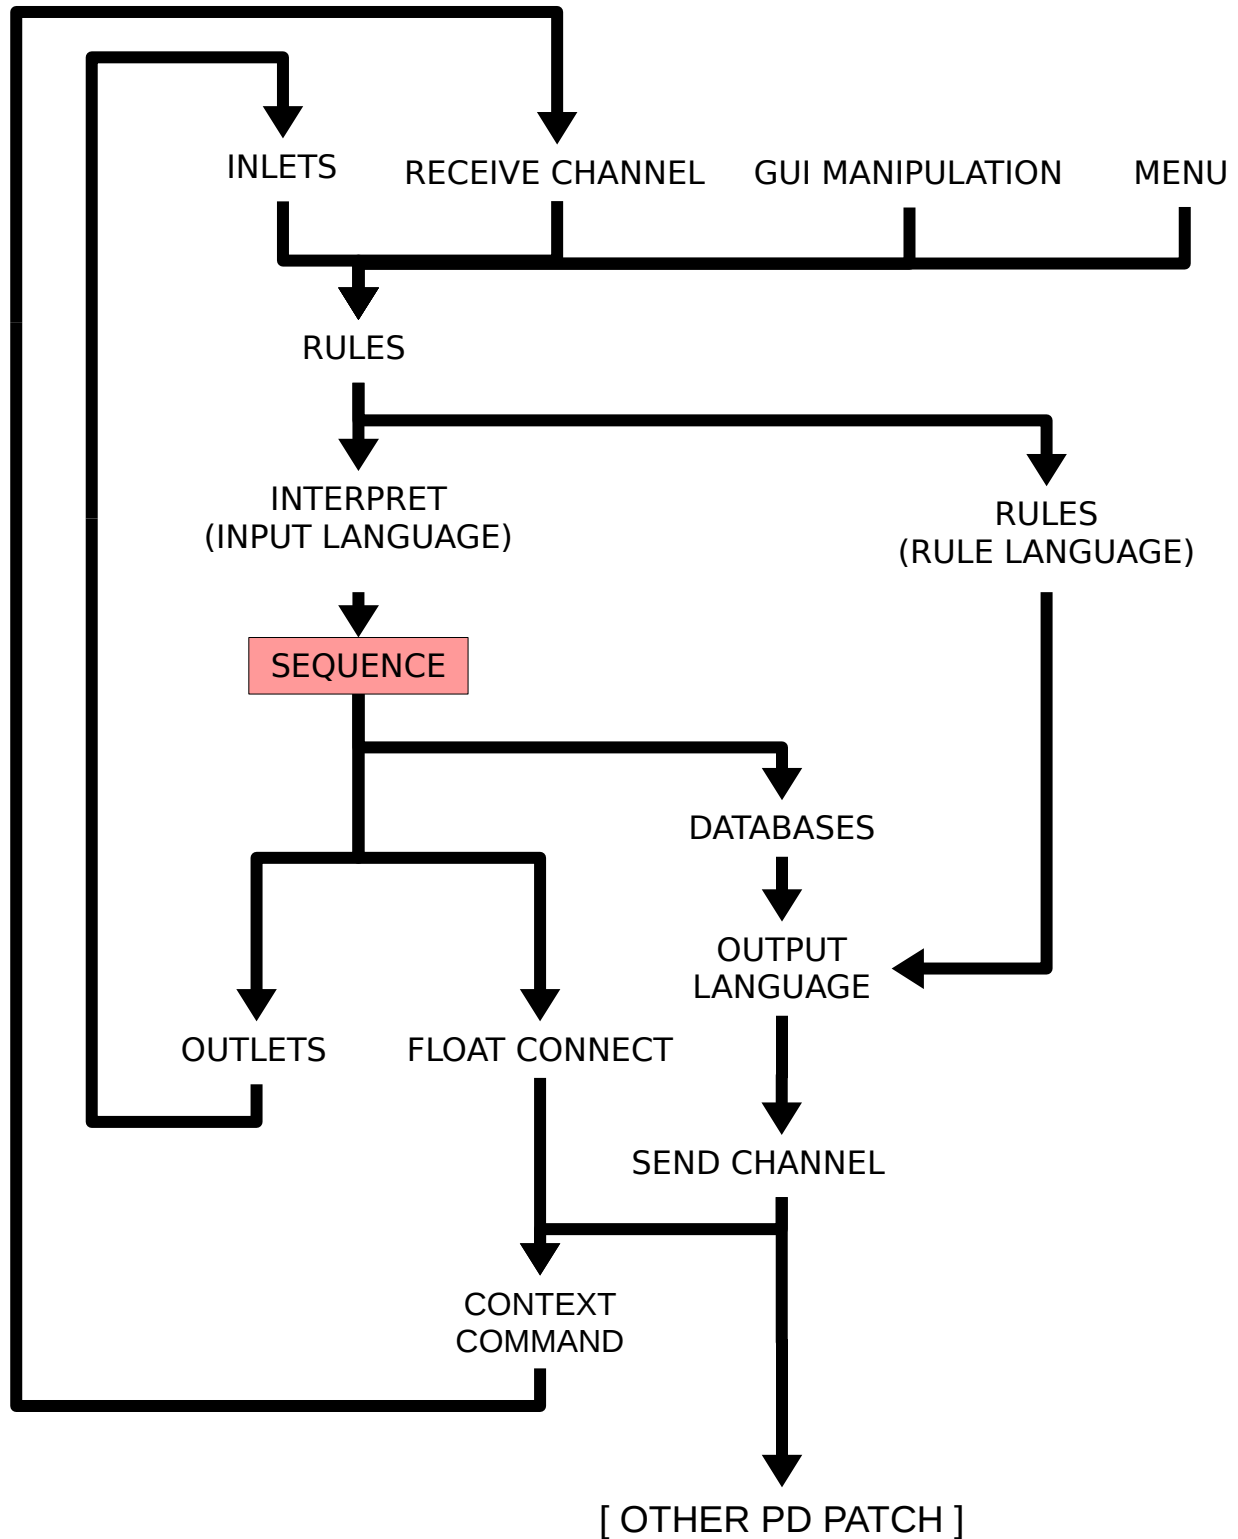 INLETS
RECEIVE CHANNEL
GUI MANIPULATION
MENU
RULES
INTERPRET
(INPUT LANGUAGE)
RULES
(RULE LANGUAGE)
SEQUENCE
DATABASES
OUTPUT
LANGUAGE
OUTLETS
FLOAT CONNECT
SEND CHANNEL
CONTEXT
COMMAND
[ OTHER PD PATCH ]